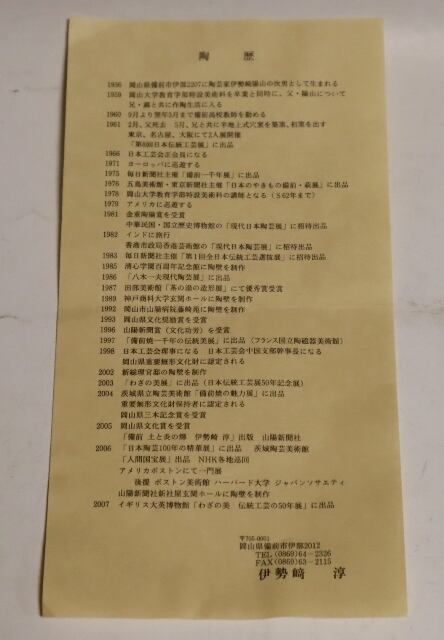 陶歴
1936 岡山県備前市伊部2207に陶芸家伊勢崎陽山の次男として生まれる
1959 岡山大学教育学部特設美術科を卒業と同時に、父・陽山について
兄・満と共に作陶生活に入る
1960 9月より翌年3月まで備前高校教師を勤める
1961 2月、父死去 5月、兄と共に半地上式穴窯を築窯、初窯を出す
東京、名古屋、大阪にて2人展開催
「第8回日本伝統工芸展」に出品
1966 日本工芸会正会員になる
1971 ヨーロッパに巡遊する
1975 毎日新聞社主催「備前一千年展」に出品
1976 五島美術館・東京新聞社主催「日本のやきもの備前・萩展」に出品
1978 岡山大学教育学部特設美術科の講師となる（S62年まで）
1979 アメリカに巡遊する
1981 金重陶陽賞を受賞
中華民国・国立歴史博物館の「現代日本陶芸展」に招待出品
1982 インドに旅行
香港市政局香港芸術館の「現代日本陶芸展」に招待出品
1983 毎日新聞社主催「第1回全日本伝統工芸選抜展」に招待出品
1985 清心学園百周年記念館に陶壁を制作
1986 「八木一夫現代陶芸展」に出品
1987 田部美術館「茶の湯の造形展」にて優秀賞受賞
1989 神戸商科大学玄関ホールに陶壁を制作
1992 岡山市山陽病院藤崎苑に陶壁を制作
1993 岡山県文化奨励賞を受賞
1996 山陽新聞賞（文化功労）を受賞
1997 「備前焼一千年の伝統美展」に出品（フランス国立陶磁器美術館）
1998 日本工芸会理事になる 日本工芸会中国支部幹事長になる
岡山県重要無形文化財に認定される
2002 新総理官邸の陶壁を制作
2003 「わざの美展」に出品（日本伝統工芸展50年記念展）
2004 茨城県立陶芸美術館「備前焼の魅力展」に出品
重要無形文化財保持者に認定される
岡山県三木記念賞を受賞
2005 岡山県文化賞を受賞
「備前 土と炎の燿 伊勢崎 淳」出版 山陽新聞社
2006 「日本陶芸100年の精華展」に出品 茨城陶芸美術館
「人間国宝展」出品 NHK各地巡回
アメリカボストンにて一門展
後援 ボストン美術館 ハーバード大学 ジャパンソサエティ
山陽新聞社新社屋玄関ホールに陶壁を制作
2007 イギリス大英博物館「わざの美 伝統工芸の50年展」に出品
〒705-0001
岡山県備前市伊部2012
TEL (0869)64-2326
FAX (0869)63-2115
伊勢﨑 淳